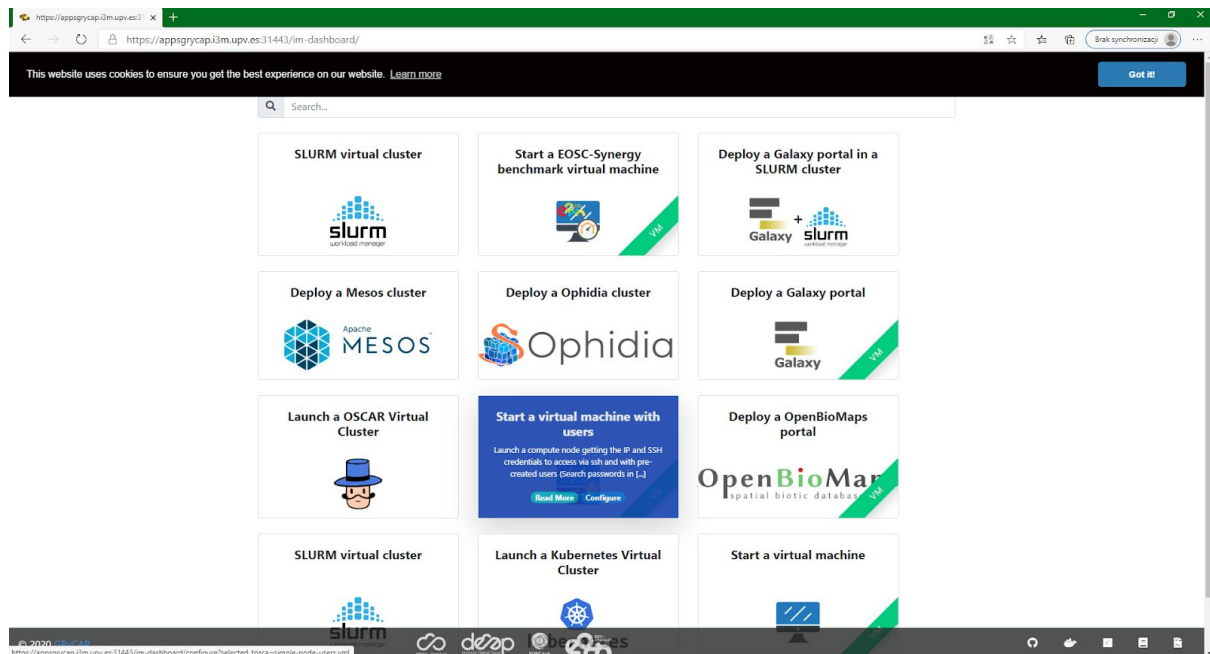 https://appsgrycap.i3m.upv.es:31
https://appsgrycap.i3m.upv.es:31443/im-dashboard/
Brak synchronizacji
This website uses cookies to ensure you get the best experience on our website. Learn more
Got it!
Search...
SLURM virtual cluster
slurm
workload manager
Start a EOSC-Synergy
benchmark virtual machine
VM
Deploy a Galaxy portal in a
SLURM cluster
Galaxy + slurm
workload manager
Deploy a Mesos cluster
Apache
MESOS
Deploy a Ophidia cluster
Ophidia
Deploy a Galaxy portal
Galaxy
VM
Launch a OSCAR Virtual
Cluster
Start a virtual machine with
users
Launch a compute node getting the IP and SSH
credentials to access via ssh and with pre-
created users (Search passwords in [...]
Read More Configure
Deploy a OpenBioMaps
portal
OpenBioMap
spatial biotic databas
VM
SLURM virtual cluster
slurm
Launch a Kubernetes Virtual
Cluster
Start a virtual machine
© 2020 GRyCAP
deep
https://appsgrycap.i3m.upv.es:31443/im-dashboard/configure?selected_tosca=simple-node-users.yml